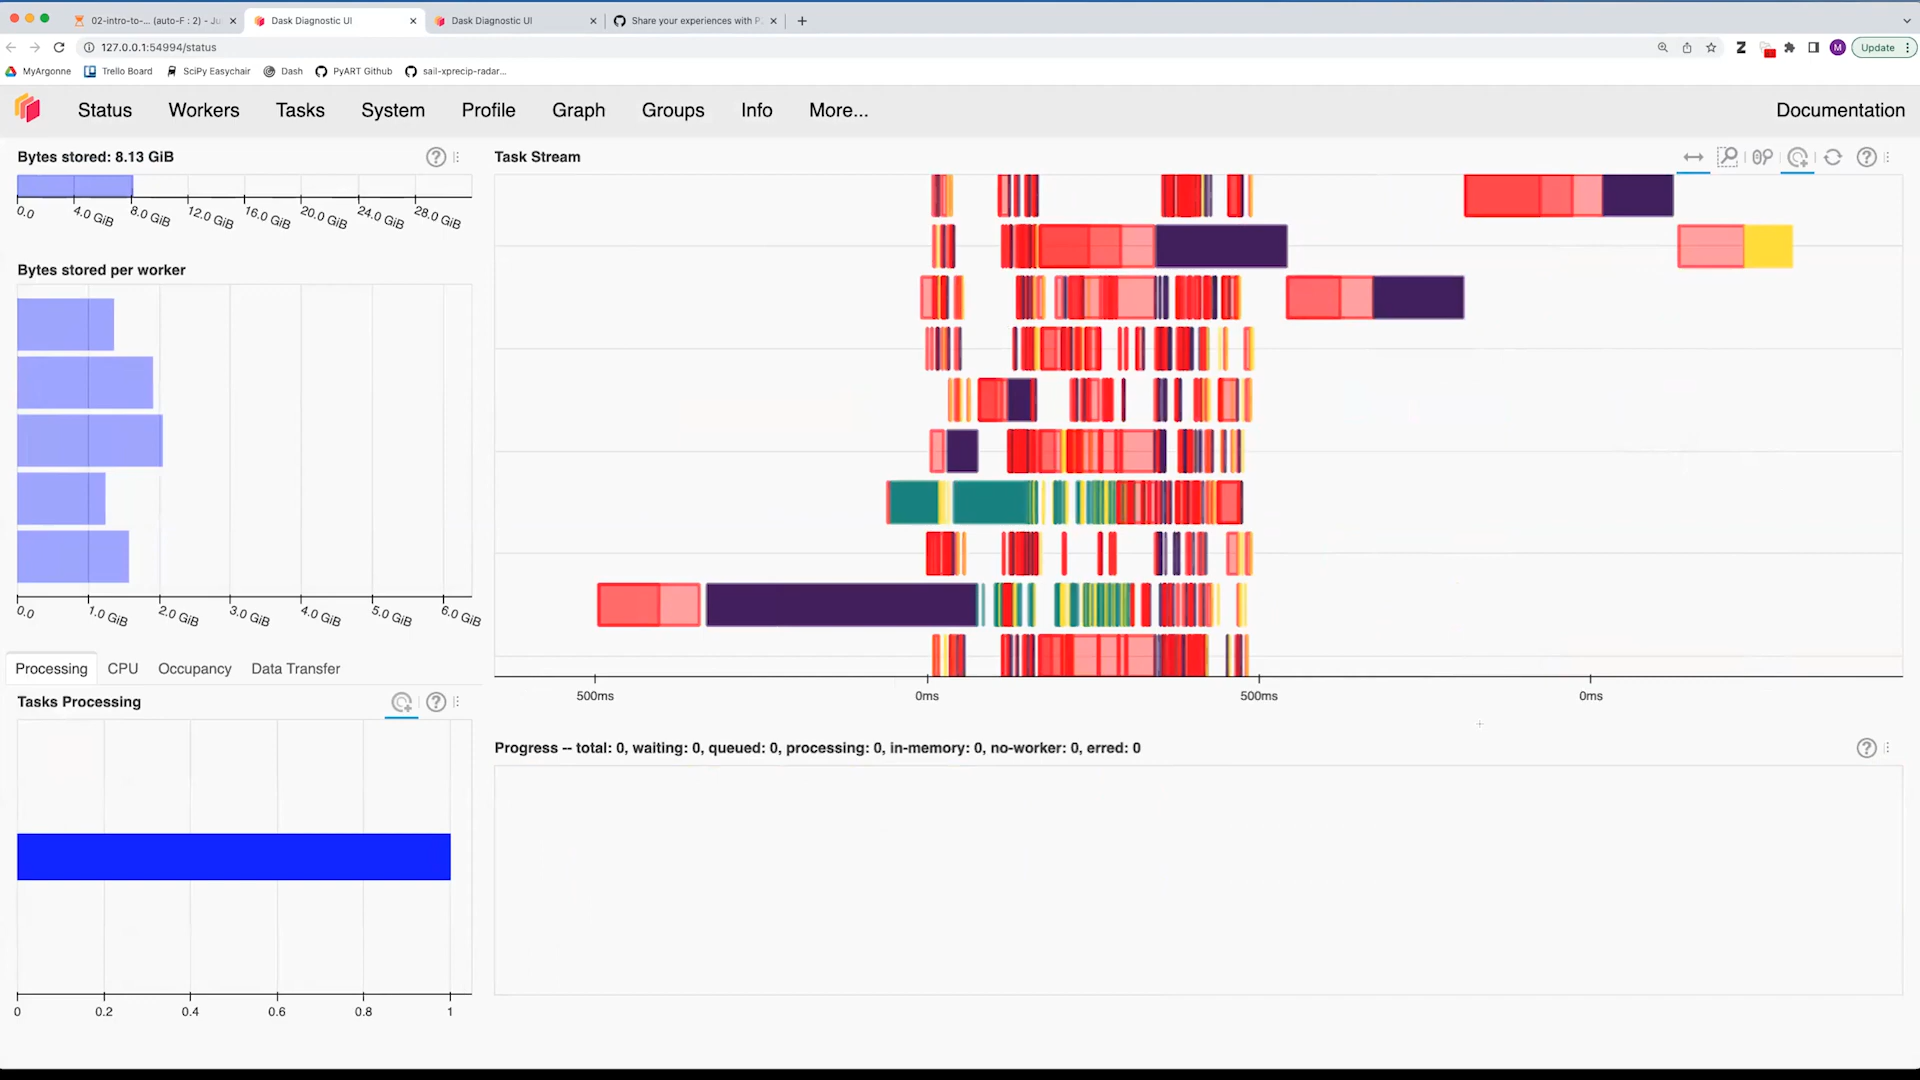 02-intro-to-... (auto-F : 2) - Ju
Dask Diagnostic UI
Dask Diagnostic UI
Share your experiences with P
127.0.0.1:54994/status
Z
M
Update
MyArgonne
Trello Board
SciPy Easychair
Dash
PyART Github
sail-xprecip-radar...
Status
Workers
Tasks
System
Profile
Graph
Groups
Info
More...
Documentation
Bytes stored: 8.13 GiB
0.0
4.0 GiB
8.0 GiB
12.0 GiB
16.0 GiB
20.0 GiB
24.0 GiB
28.0 GiB
Bytes stored per worker
0.0
1.0 GiB
2.0 GiB
3.0 GiB
4.0 GiB
5.0 GiB
6.0 GiB
Processing
CPU
Occupancy
Data Transfer
Tasks Processing
0
0.2
0.4
0.6
0.8
1
Task Stream
500ms
0ms
500ms
0ms
Progress -- total: 0, waiting: 0, queued: 0, processing: 0, in-memory: 0, no-worker: 0, erred: 0